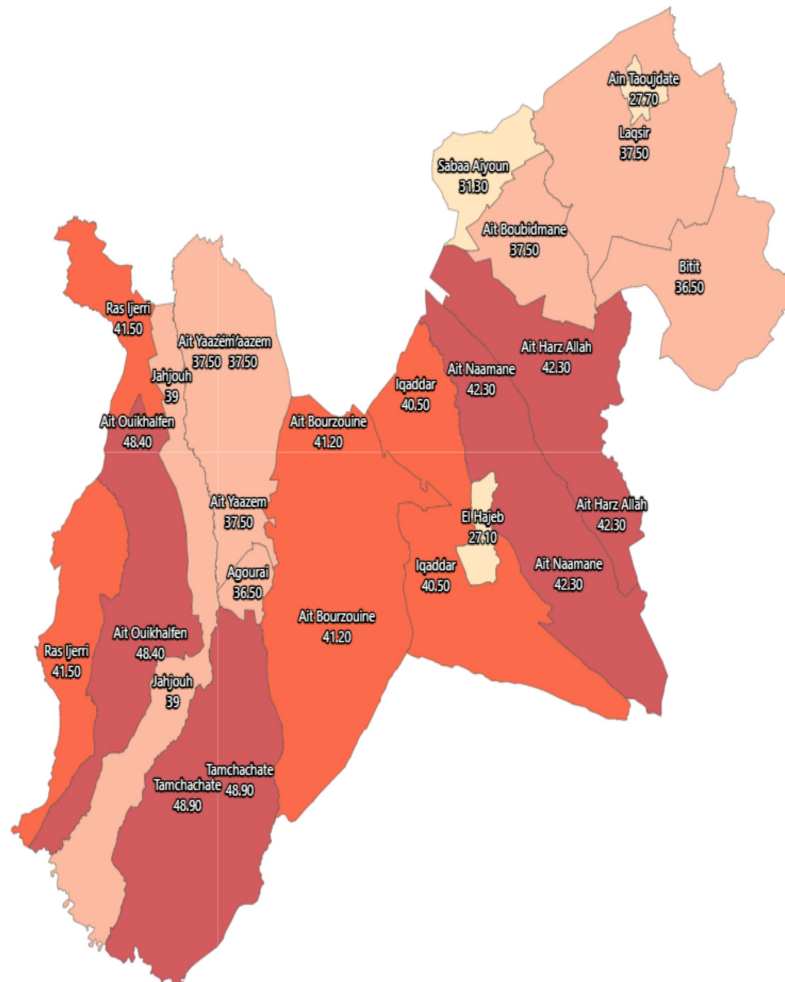 Ain Taoujdate
27.70
Laqsir
37.50
Sabaa Aiyoun
31.30
Ait Boubidmane
37.50
Bitit
36.50
Ras Ijerri
41.50
Ait Yaazem
37.50
Yaazem
37.50
Ait Harz Allah
42.30
Jahjouh
39
Ait Naamane
42.30
Iqaddar
40.50
Ait Ouikhalfen
48.40
Ait Bourzouine
41.20
Ait Yaazem
37.50
Ait Harz Allah
42.30
El Hajeb
27.10
Agourai
36.50
Iqaddar
40.50
Ait Naamane
42.30
Ait Bourzouine
41.20
Ait Ouikhalfen
48.40
Ras Ijerri
41.50
Jahjouh
39
Tamchachate
48.90
Tamchachate
48.90